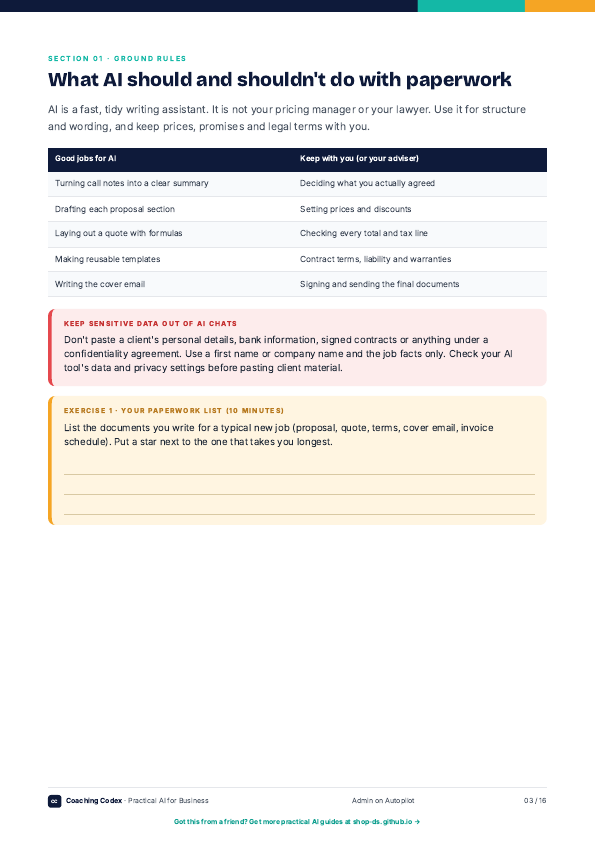 SECTION 01 · GROUND RULES
What AI should and shouldn't do with paperwork
AI is a fast, tidy writing assistant. It is not your pricing manager or your lawyer. Use it for structure
and wording, and keep prices, promises and legal terms with you.
Good jobs for AI Keep with you (or your adviser)
Turning call notes into a clear summary Deciding what you actually agreed
Drafting each proposal section Setting prices and discounts
Laying out a quote with formulas Checking every total and tax line
Making reusable templates Contract terms, liability and warranties
Writing the cover email Signing and sending the final documents
KEEP SENSITIVE DATA OUT OF AI CHATS
Don't paste a client's personal details, bank information, signed contracts or anything under a
confidentiality agreement. Use a first name or company name and the job facts only. Check your AI
tool's data and privacy settings before pasting client material.
EXERCISE 1 · YOUR PAPERWORK LIST (10 MINUTES)
List the documents you write for a typical new job (proposal, quote, terms, cover email, invoice
schedule). Put a star next to the one that takes you longest.
cc Coaching Codex · Practical AI for Business Admin on Autopilot 03 / 16
Got this from a friend? Get more practical AI guides at shop-ds.github.io →